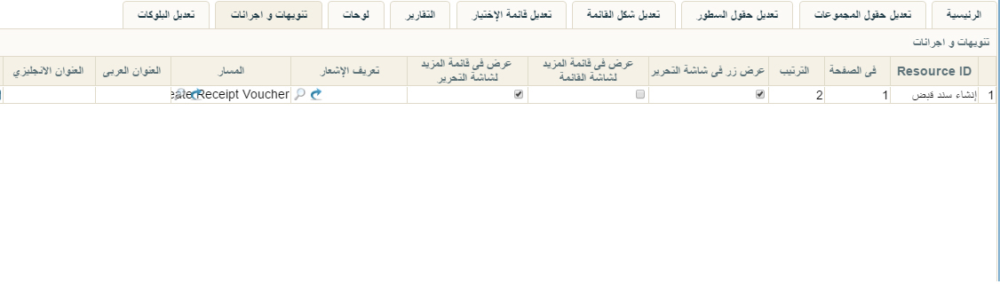 الرئيسية تعديل حقول المجموعات تعديل حقول السطور تعديل شكل القائمة تعديل قائمة الإختيار التقارير لوحات تنويهات و اجرائات تعديل البلوكات
تنويهات و اجرائات
Resource ID فى الصفحة الترتيب عرض زر فى شاشة التحرير عرض فى قائمة المزيد لشاشة القائمة عرض فى قائمة المزيد لشاشة التحرير تعريف الإشعار المسار العنوان العربى العنوان الانجليزي
1 إنشاء سند قبض 1 2 eate Receipt Voucher